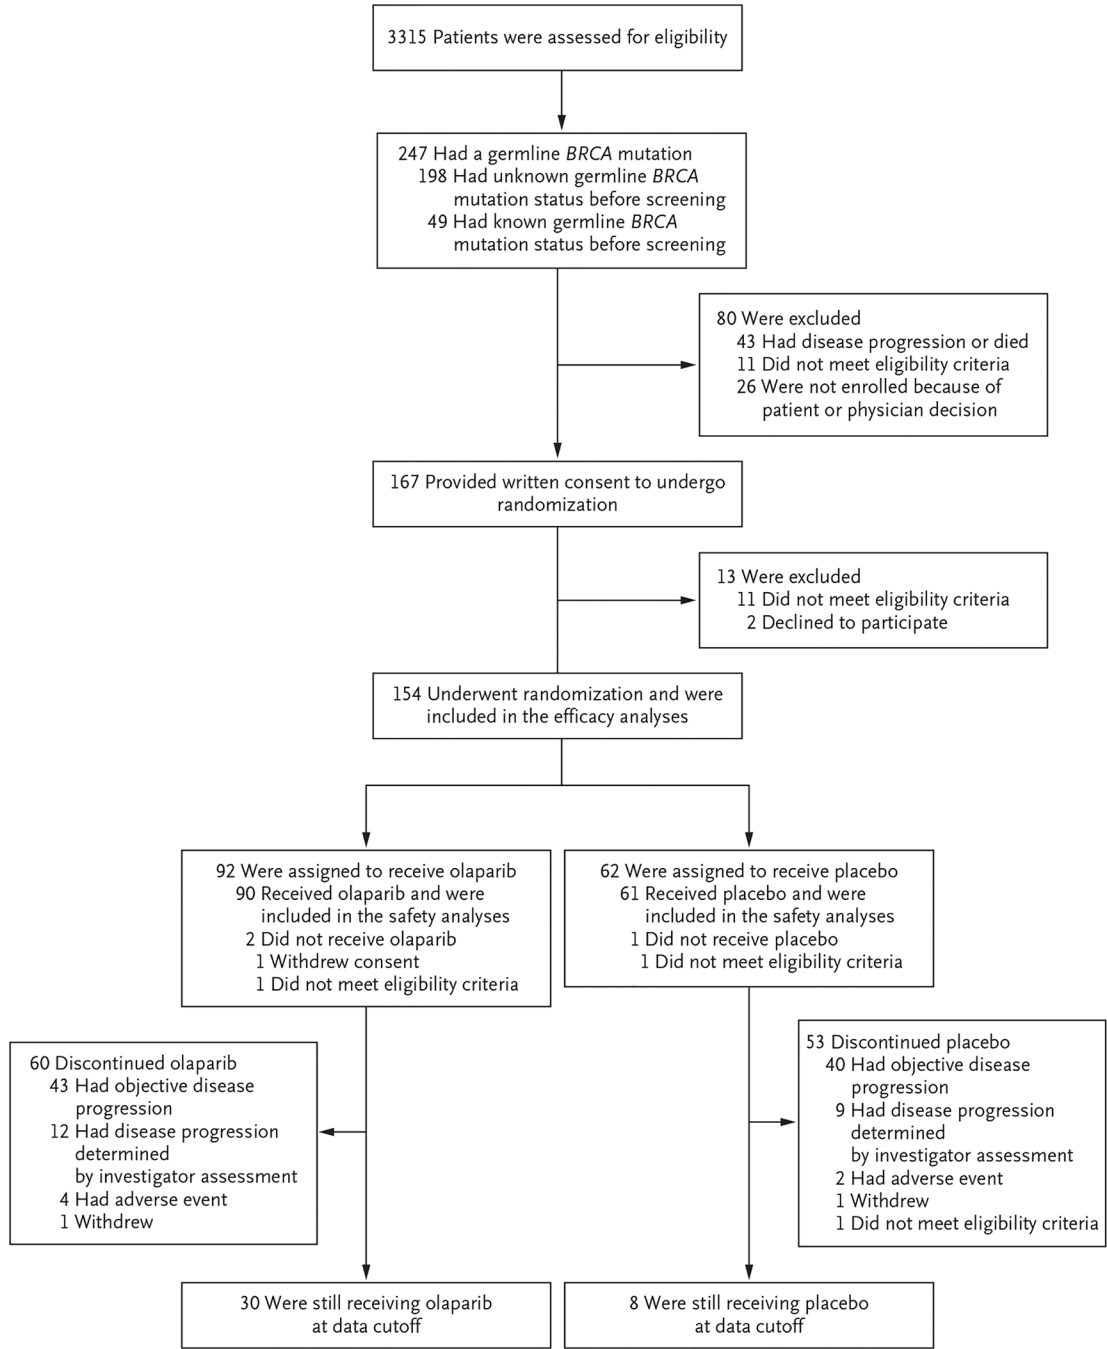 3315 Patients were assessed for eligibility
247 Had a germline BRCA mutation
198 Had unknown germline BRCA
mutation status before screening
49 Had known germline BRCA
mutation status before screening
80 Were excluded
43 Had disease progression or died
11 Did not meet eligibility criteria
26 Were not enrolled because of
patient or physician decision
167 Provided written consent to undergo
randomization
13 Were excluded
11 Did not meet eligibility criteria
2 Declined to participate
154 Underwent randomization and were
included in the efficacy analyses
92 Were assigned to receive olaparib
90 Received olaparib and were
included in the safety analyses
2 Did not receive olaparib
1 Withdrew consent
1 Did not meet eligibility criteria
62 Were assigned to receive placebo
61 Received placebo and were
included in the safety analyses
1 Did not receive placebo
1 Did not meet eligibility criteria
60 Discontinued olaparib
43 Had objective disease
progression
12 Had disease progression
determined
by investigator assessment
4 Had adverse event
1 Withdrew
53 Discontinued placebo
40 Had objective disease
progression
9 Had disease progression
determined
by investigator assessment
2 Had adverse event
1 Withdrew
1 Did not meet eligibility criteria
30 Were still receiving olaparib
at data cutoff
8 Were still receiving placebo
at data cutoff